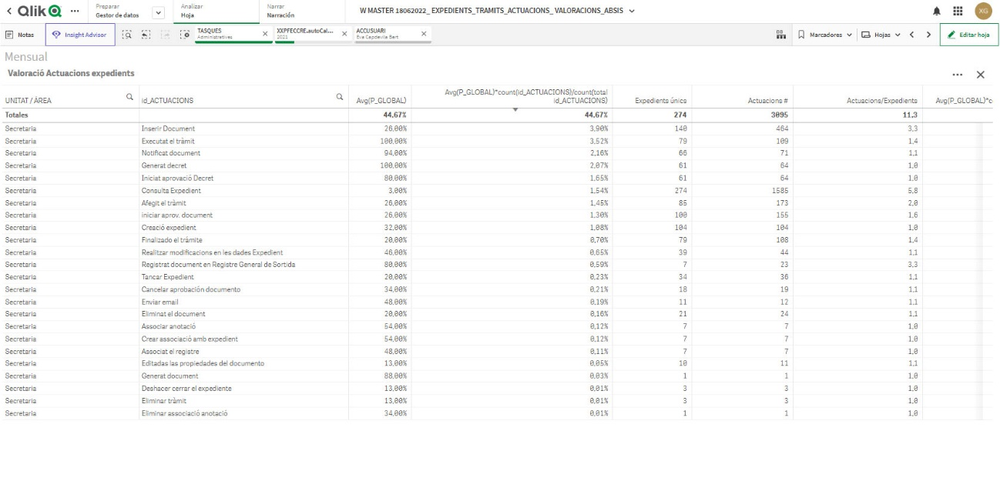 Qlik
Preparar
Gestor de datos
Analizar
Hoja
Narrar
Narración
W MASTER 18062022_ EXPEDIENTS_TRAMITS_ACTUACIONS_ VALORACIONS_ABSIS
XG
Notas
Insight Advisor
TASQUES
Administratives
XXPFECCRE.autoCal...
2021
ACCUSUARI
Eva Capdevila Bert
Marcadores
Hojas
Editar hoja
Mensual
Valoració Actuacions expedients
Avg(P_GLOBAL)*count(id_ACTUACIONS)/count(total
UNITAT / ÀREA id_ACTUACIONS Avg(P_GLOBAL) id_ACTUACIONS) Expedients únics Actuacions # Actuacions/Expedients Avg(P_GLOBAL)*c
Totales 44,67% 44,67% 274 3095 11,3
Secretaria Inserir Document 26,00% 3,90% 140 464 3,3
Secretaria Executat el tràmit 100,00% 3,52% 79 109 1,4
Secretaria Notificat document 94,00% 2,16% 66 71 1,1
Secretaria Generat decret 100,00% 2,07% 61 64 1,0
Secretaria Iniciat aprovació Decret 80,00% 1,65% 61 64 1,0
Secretaria Consulta Expedient 3,00% 1,54% 274 1585 5,8
Secretaria Afegit el tràmit 26,00% 1,45% 85 173 2,0
Secretaria iniciar aprov. document 26,00% 1,30% 100 155 1,6
Secretaria Creació expedient 32,00% 1,08% 104 104 1,0
Secretaria Finalizado el trámite 20,00% 0,70% 79 108 1,4
Secretaria Realitzar modificacions en les dades Expedient 46,00% 0,65% 39 44 1,1
Secretaria Registrat document en Registre General de Sortida 80,00% 0,59% 7 23 3,3
Secretaria Tancar Expedient 20,00% 0,23% 34 36 1,1
Secretaria Cancelar aprobación documento 34,00% 0,21% 18 19 1,1
Secretaria Enviar email 48,00% 0,19% 11 12 1,1
Secretaria Eliminat el document 20,00% 0,16% 21 24 1,1
Secretaria Associar anotació 54,00% 0,12% 7 7 1,0
Secretaria Crear associació amb expedient 54,00% 0,12% 7 7 1,0
Secretaria Associat el registre 48,00% 0,11% 7 7 1,0
Secretaria Editadas las propiedades del documento 13,00% 0,05% 10 11 1,1
Secretaria Generat document 88,00% 0,03% 1 1 1,0
Secretaria Deshacer cerrar el expediente 13,00% 0,01% 3 3 1,0
Secretaria Eliminar tràmit 13,00% 0,01% 3 3 1,0
Secretaria Eliminar associació anotació 34,00% 0,01% 1 1 1,0